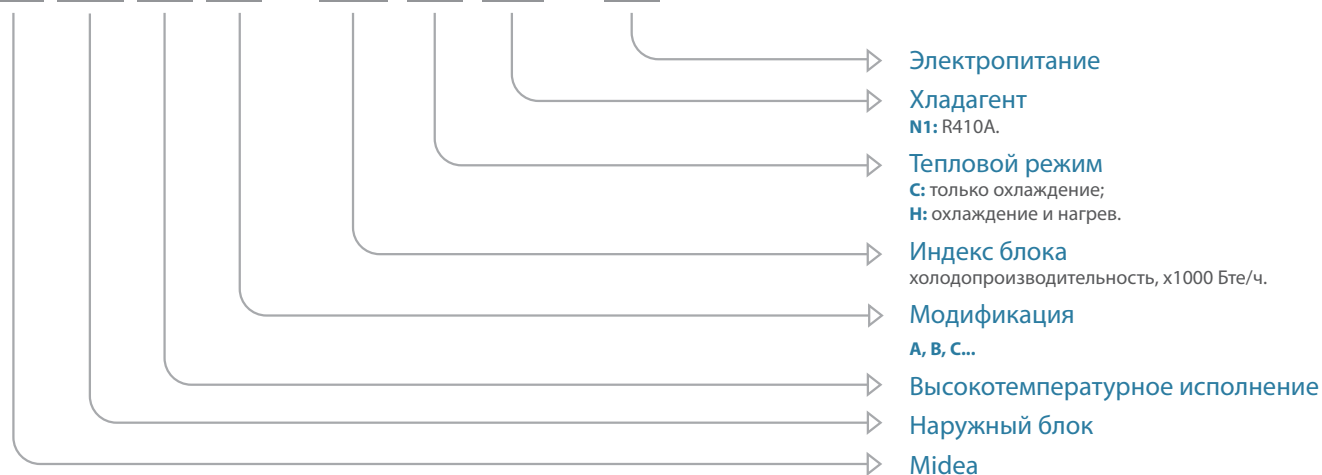 Электропитание
Хладагент
N1: R410A.
Тепловой режим
C: только охлаждение;
H: охлаждение и нагрев.
Индекс блока
холодопроизводительность, x1000 Бте/ч.
Модификация
A, B, C...
Высокотемпературное исполнение
Наружный блок
Midea